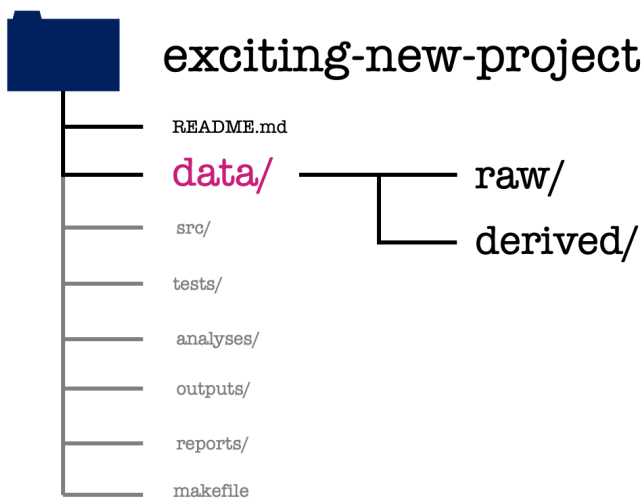 exciting-new-project
README.md
data/
raw/
derived/
src/
tests/
analyses/
outputs/
reports/
makefile